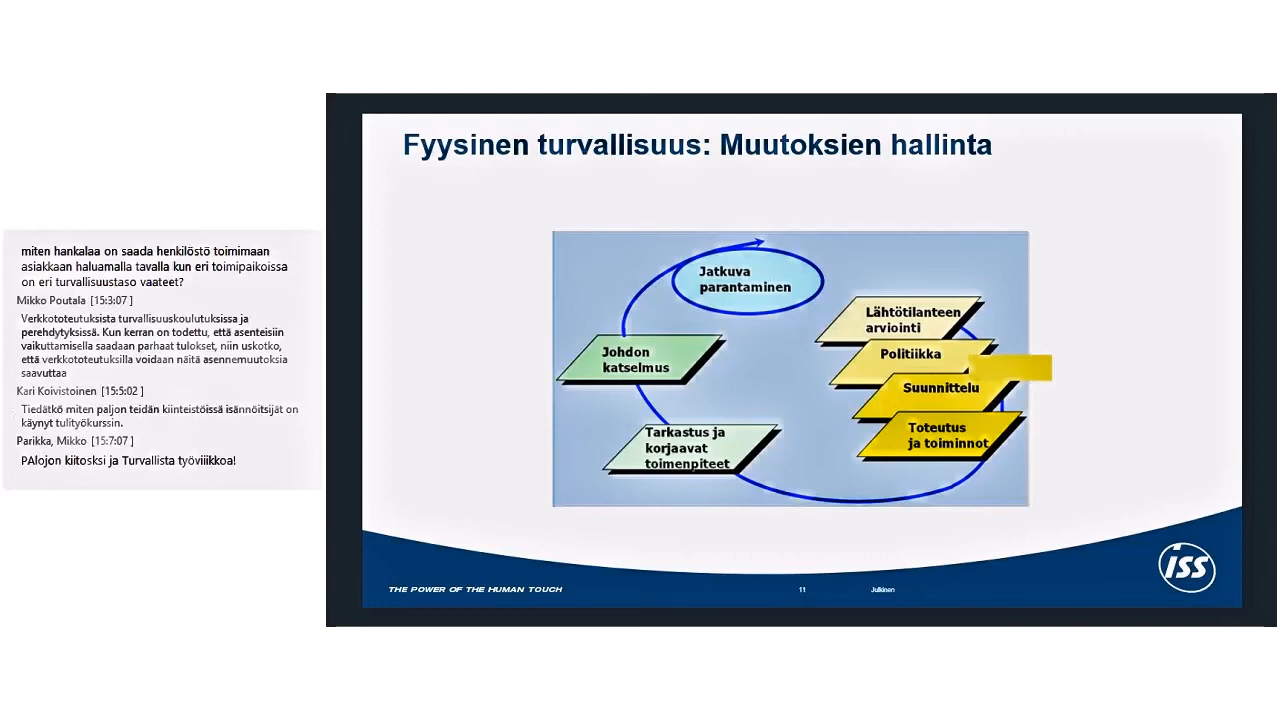 miten hankalaa on saada henkilöstö toimimaan
asiakkaan haluamalla tavalla kun eri toimipaikoissa
on eri turvallisuustaso vaateet?
Mikko Poutala [15:3:07 ]
Verkkototeutuksista turvallisuuskoulutuksissa ja
perehdytyksissä. Kun kerran on todettu, että asenteisiin
vaikuttamisella saadaan parhaat tulokset, niin uskotko,
että verkkototeutuksilla voidaan näitä asennemuutoksia
saavuttaa
Kari Koivistoinen [15:5:02 ]
Tiedätkö miten paljon teidän kiinteistöissä isännöitsijät on
käynyt tulityökurssin.
Parikka, Mikko [15:7:07 ]
PAlojon kiitosksi ja Turvallista työviiikkoa!
Fyysinen turvallisuus: Muutoksien hallinta
Jatkuva
parantaminen
Lähtötilanteen
arviointi
Politiikka
Suunnittelu
Toteutus
ja toiminnot
Johdon
katselmus
Tarkastus ja
korjaavat
toimenpiteet
THE POWER OF THE HUMAN TOUCH
11
Julkinen
ISS